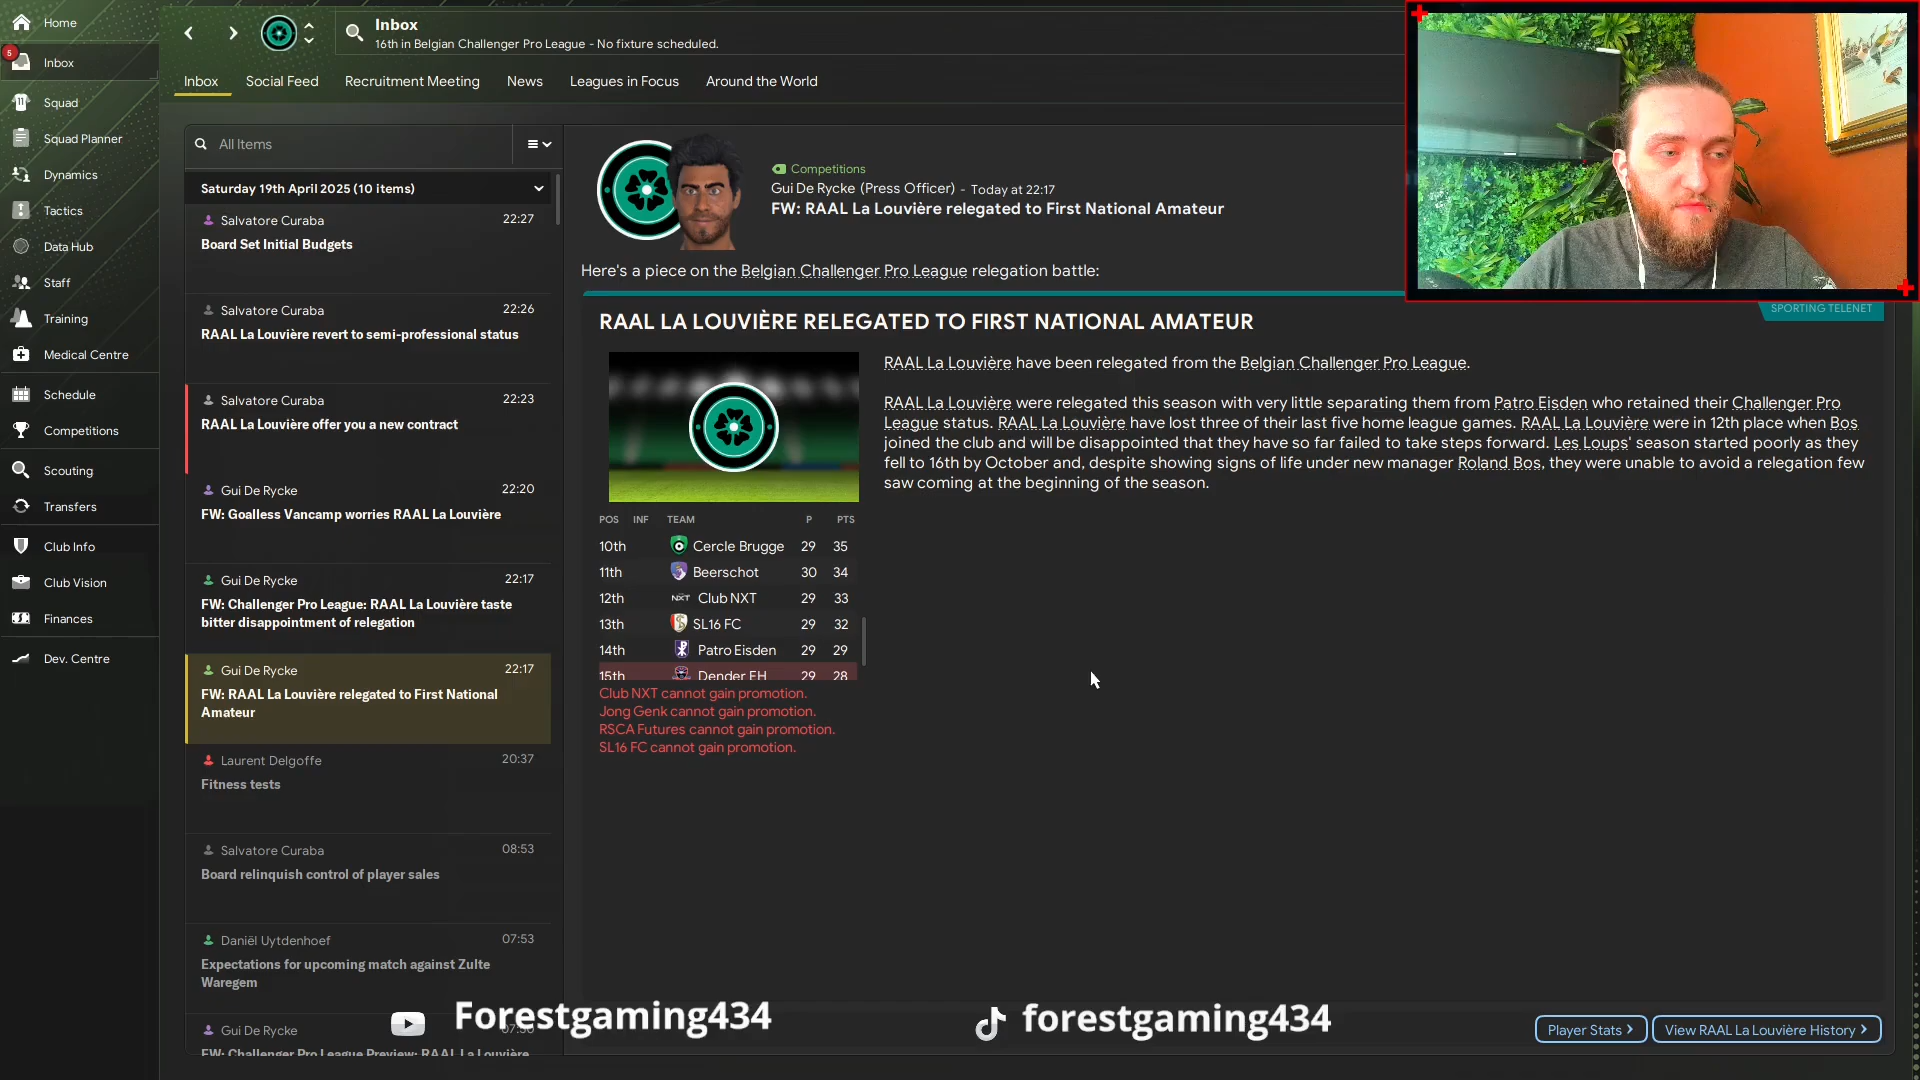 Home
5
Inbox
Squad
Squad Planner
Dynamics
Tactics
Data Hub
Staff
Training
Medical Centre
Schedule
Competitions
Scouting
Transfers
Club Info
Club Vision
Finances
Dev. Centre
Inbox
16th in Belgian Challenger Pro League - No fixture scheduled.
Inbox Social Feed Recruitment Meeting News Leagues in Focus Around the World
All Items
Saturday 19th April 2025 (10 items)
Salvatore Curaba 22:27
Board Set Initial Budgets
Salvatore Curaba 22:26
RAAL La Louvière revert to semi-professional status
Salvatore Curaba 22:23
RAAL La Louvière offer you a new contract
Gui De Rycke 22:20
FW: Goalless Vancamp worries RAAL La Louvière
Gui De Rycke 22:17
FW: Challenger Pro League: RAAL La Louvière taste
bitter disappointment of relegation
Gui De Rycke 22:17
FW: RAAL La Louvière relegated to First National
Amateur
Laurent Delgoffe 20:37
Fitness tests
Salvatore Curaba 08:53
Board relinquish control of player sales
Daniël Uytdenhoef 07:53
Expectations for upcoming match against Zulte
Waregem
Gui De Rycke 07:50
FW: Challenger Pro League Preview: RAAL La Louvière
Competitions
Gui De Rycke (Press Officer) - Today at 22:17
FW: RAAL La Louvière relegated to First National Amateur
Here's a piece on the Belgian Challenger Pro League relegation battle:
SPORTING TELENET
RAAL LA LOUVIÈRE RELEGATED TO FIRST NATIONAL AMATEUR
RAAL La Louvière have been relegated from the Belgian Challenger Pro League.
RAAL La Louvière were relegated this season with very little separating them from Patro Eisden who retained their Challenger Pro
League status. RAAL La Louvière have lost three of their last five home league games. RAAL La Louvière were in 12th place when Bos
joined the club and will be disappointed that they have so far failed to take steps forward. Les Loups' season started poorly as they
fell to 16th by October and, despite showing signs of life under new manager Roland Bos, they were unable to avoid a relegation few
saw coming at the beginning of the season.
POS INF TEAM P PTS
10th Cercle Brugge 29 35
11th Beerschot 30 34
12th NXT Club NXT 29 33
13th SL16 FC 29 32
14th Patro Eisden 29 29
15th Dender EH 29 28
Club NXT cannot gain promotion.
Jong Genk cannot gain promotion.
RSCA Futures cannot gain promotion.
SL16 FC cannot gain promotion.
Forestgaming434
forestgaming434
Player Stats
View RAAL La Louvière History